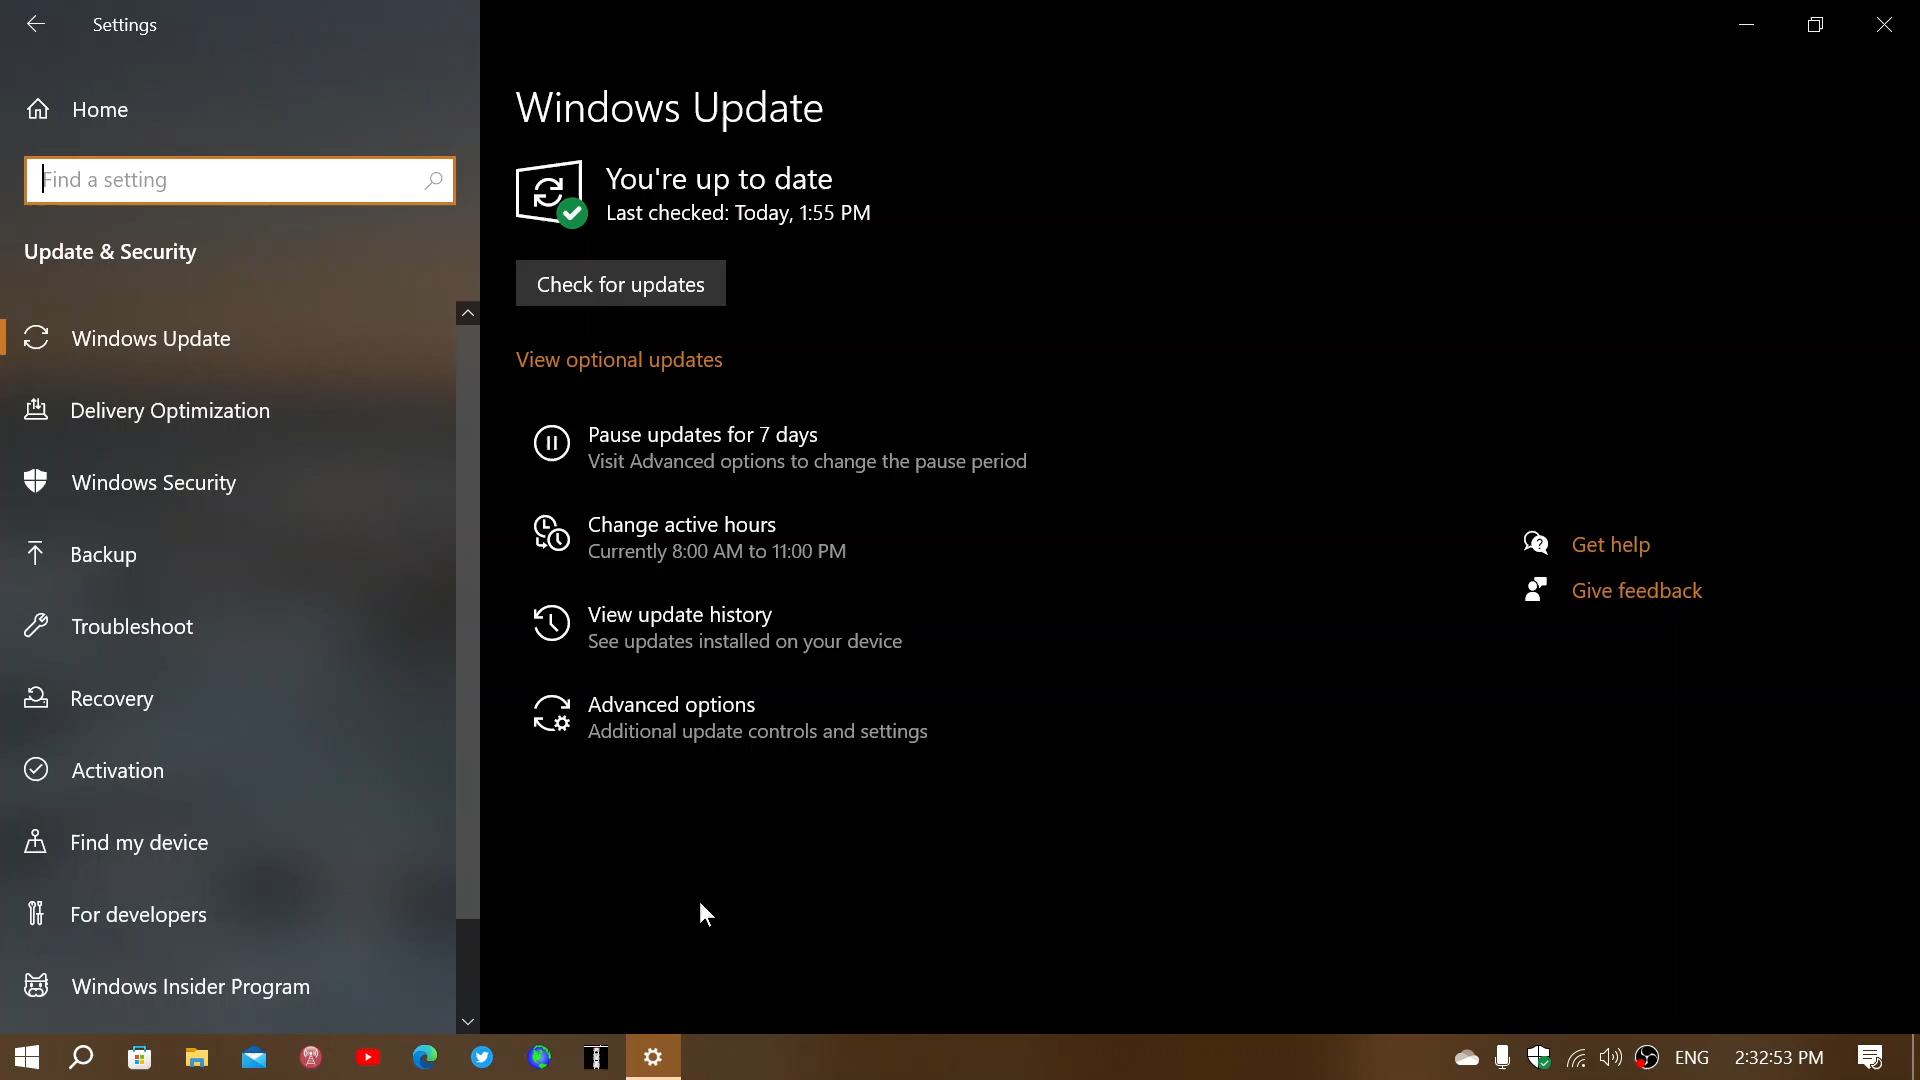 Settings
Home
Find a setting
Update & Security
Windows Update
Delivery Optimization
Windows Security
Backup
Troubleshoot
Recovery
Activation
Find my device
For developers
Windows Insider Program
Windows Update
You're up to date
Last checked: Today, 1:55 PM
Check for updates
View optional updates
Pause updates for 7 days
Visit Advanced options to change the pause period
Change active hours
Currently 8:00 AM to 11:00 PM
View update history
See updates installed on your device
Advanced options
Additional update controls and settings
Get help
Give feedback
ENG
2:32:53 PM